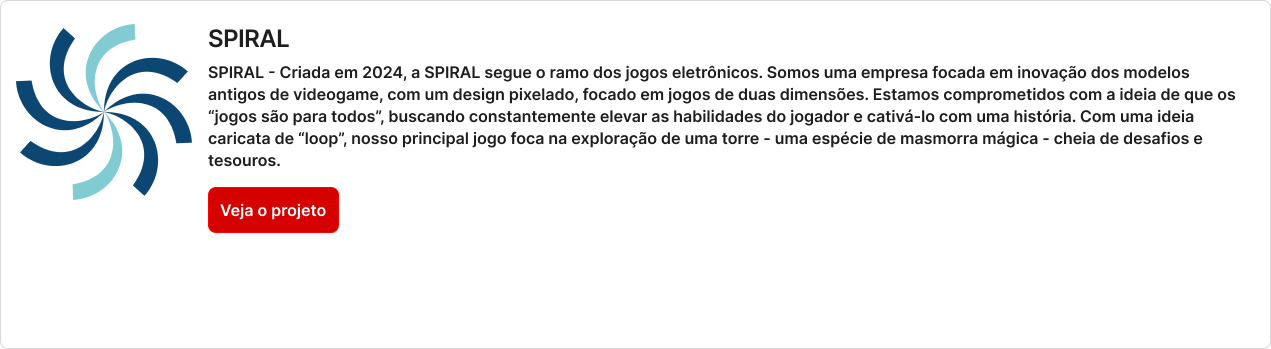 SPIRAL
SPIRAL - Criada em 2024, a SPIRAL segue o ramo dos jogos eletrônicos. Somos uma empresa focada em inovação dos modelos
antigos de videogame, com um design pixelado, focado em jogos de duas dimensões. Estamos comprometidos com a ideia de que os
“jogos são para todos”, buscando constantemente elevar as habilidades do jogador e cativá-lo com uma história. Com uma ideia
caricata de “loop”, nosso principal jogo foca na exploração de uma torre - uma espécie de masmorra mágica - cheia de desafios e
tesouros.
Veja o projeto